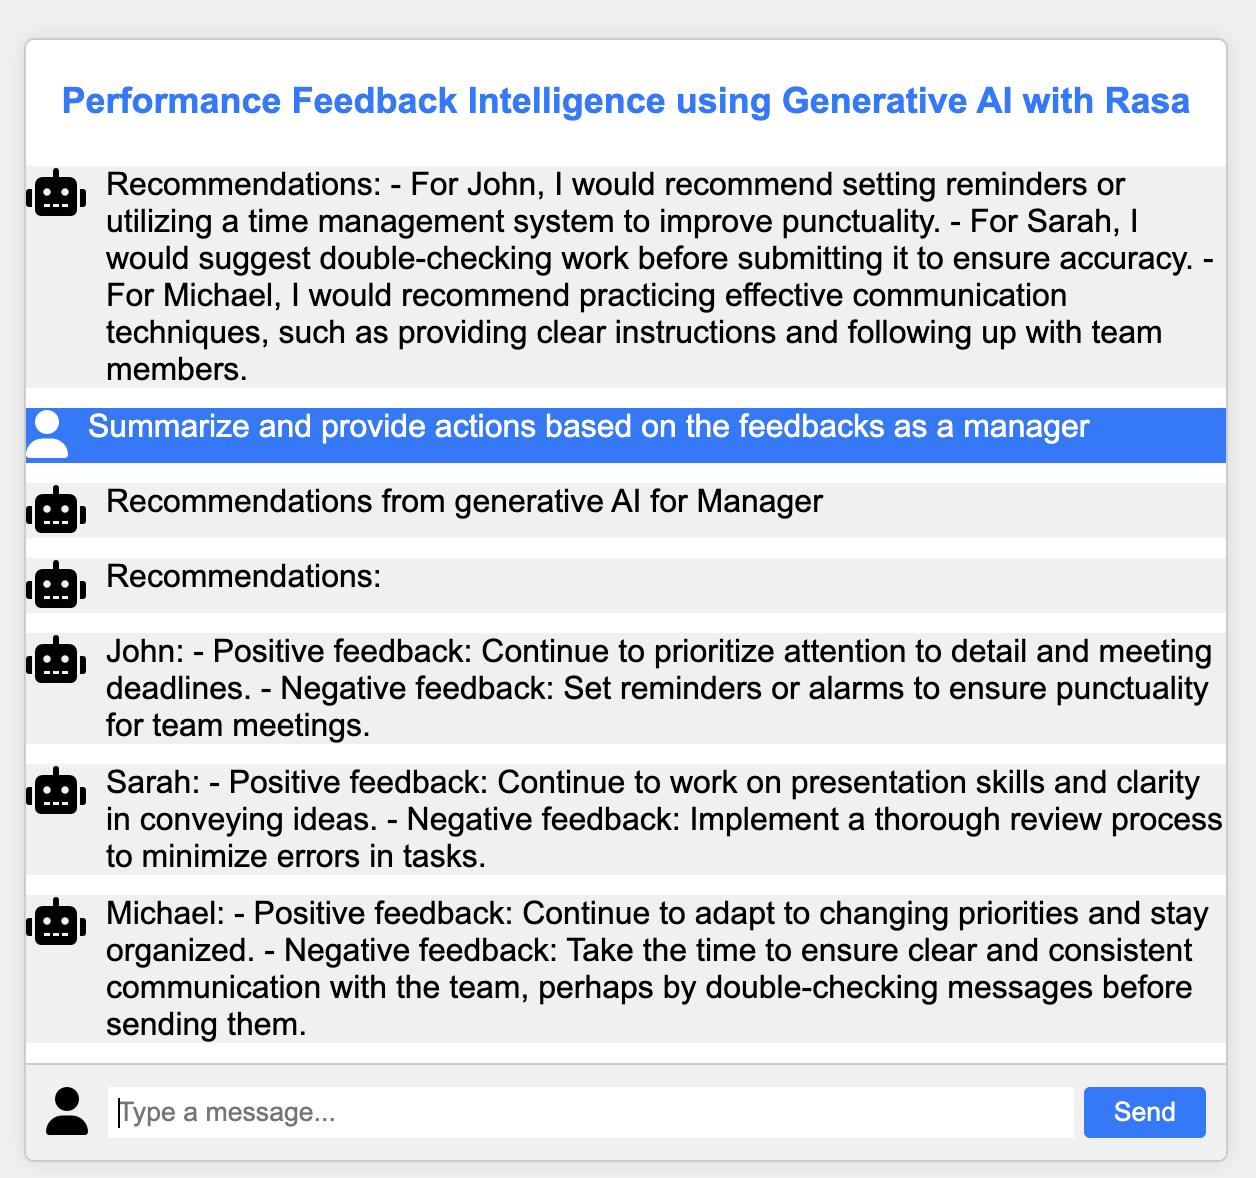 Performance Feedback Intelligence using Generative AI with Rasa
Recommendations: - For John, I would recommend setting reminders or
utilizing a time management system to improve punctuality. - For Sarah, I
would suggest double-checking work before submitting it to ensure accuracy. -
For Michael, I would recommend practicing effective communication
techniques, such as providing clear instructions and following up with team
members.
Summarize and provide actions based on the feedbacks as a manager
Recommendations from generative AI for Manager
Recommendations:
John: - Positive feedback: Continue to prioritize attention to detail and meeting
deadlines. - Negative feedback: Set reminders or alarms to ensure punctuality
for team meetings.
Sarah: - Positive feedback: Continue to work on presentation skills and clarity
in conveying ideas. - Negative feedback: Implement a thorough review process
to minimize errors in tasks.
Michael: - Positive feedback: Continue to adapt to changing priorities and stay
organized. - Negative feedback: Take the time to ensure clear and consistent
communication with the team, perhaps by double-checking messages before
sending them.
Type a message...
Send